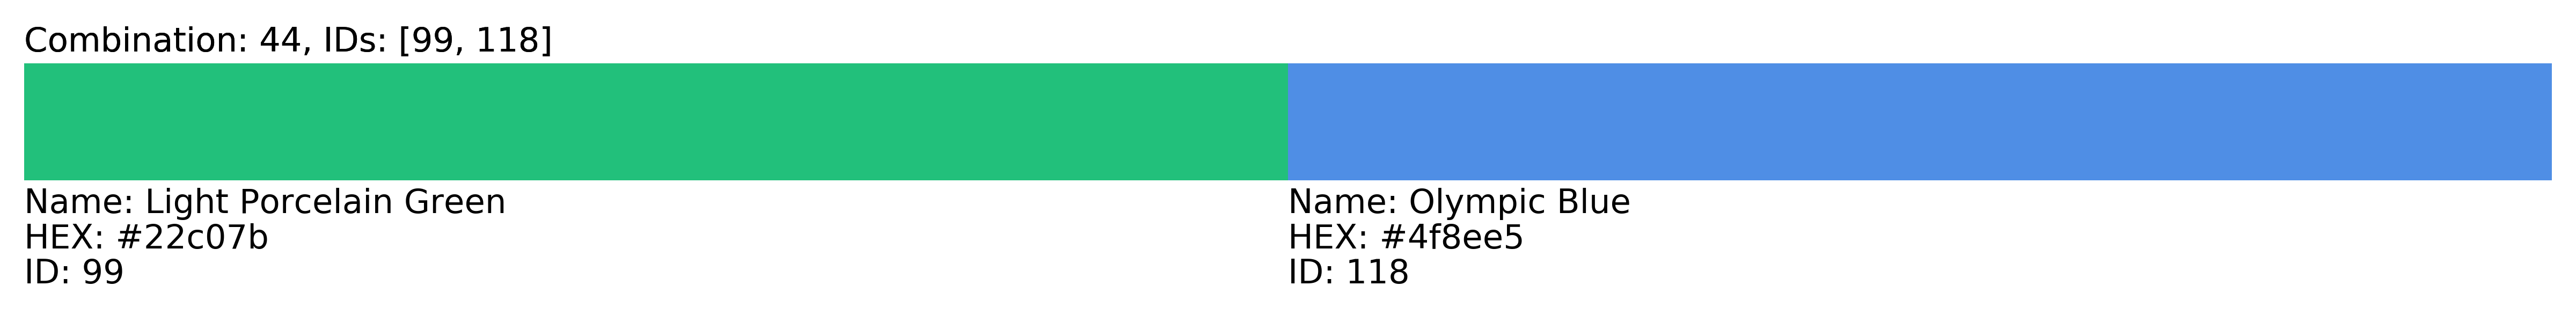 Combination: 44, IDs: [99, 118]
Name: Light Porcelain Green
HEX: #22c07b
ID: 99
Name: Olympic Blue
HEX: #4f8ee5
ID: 118